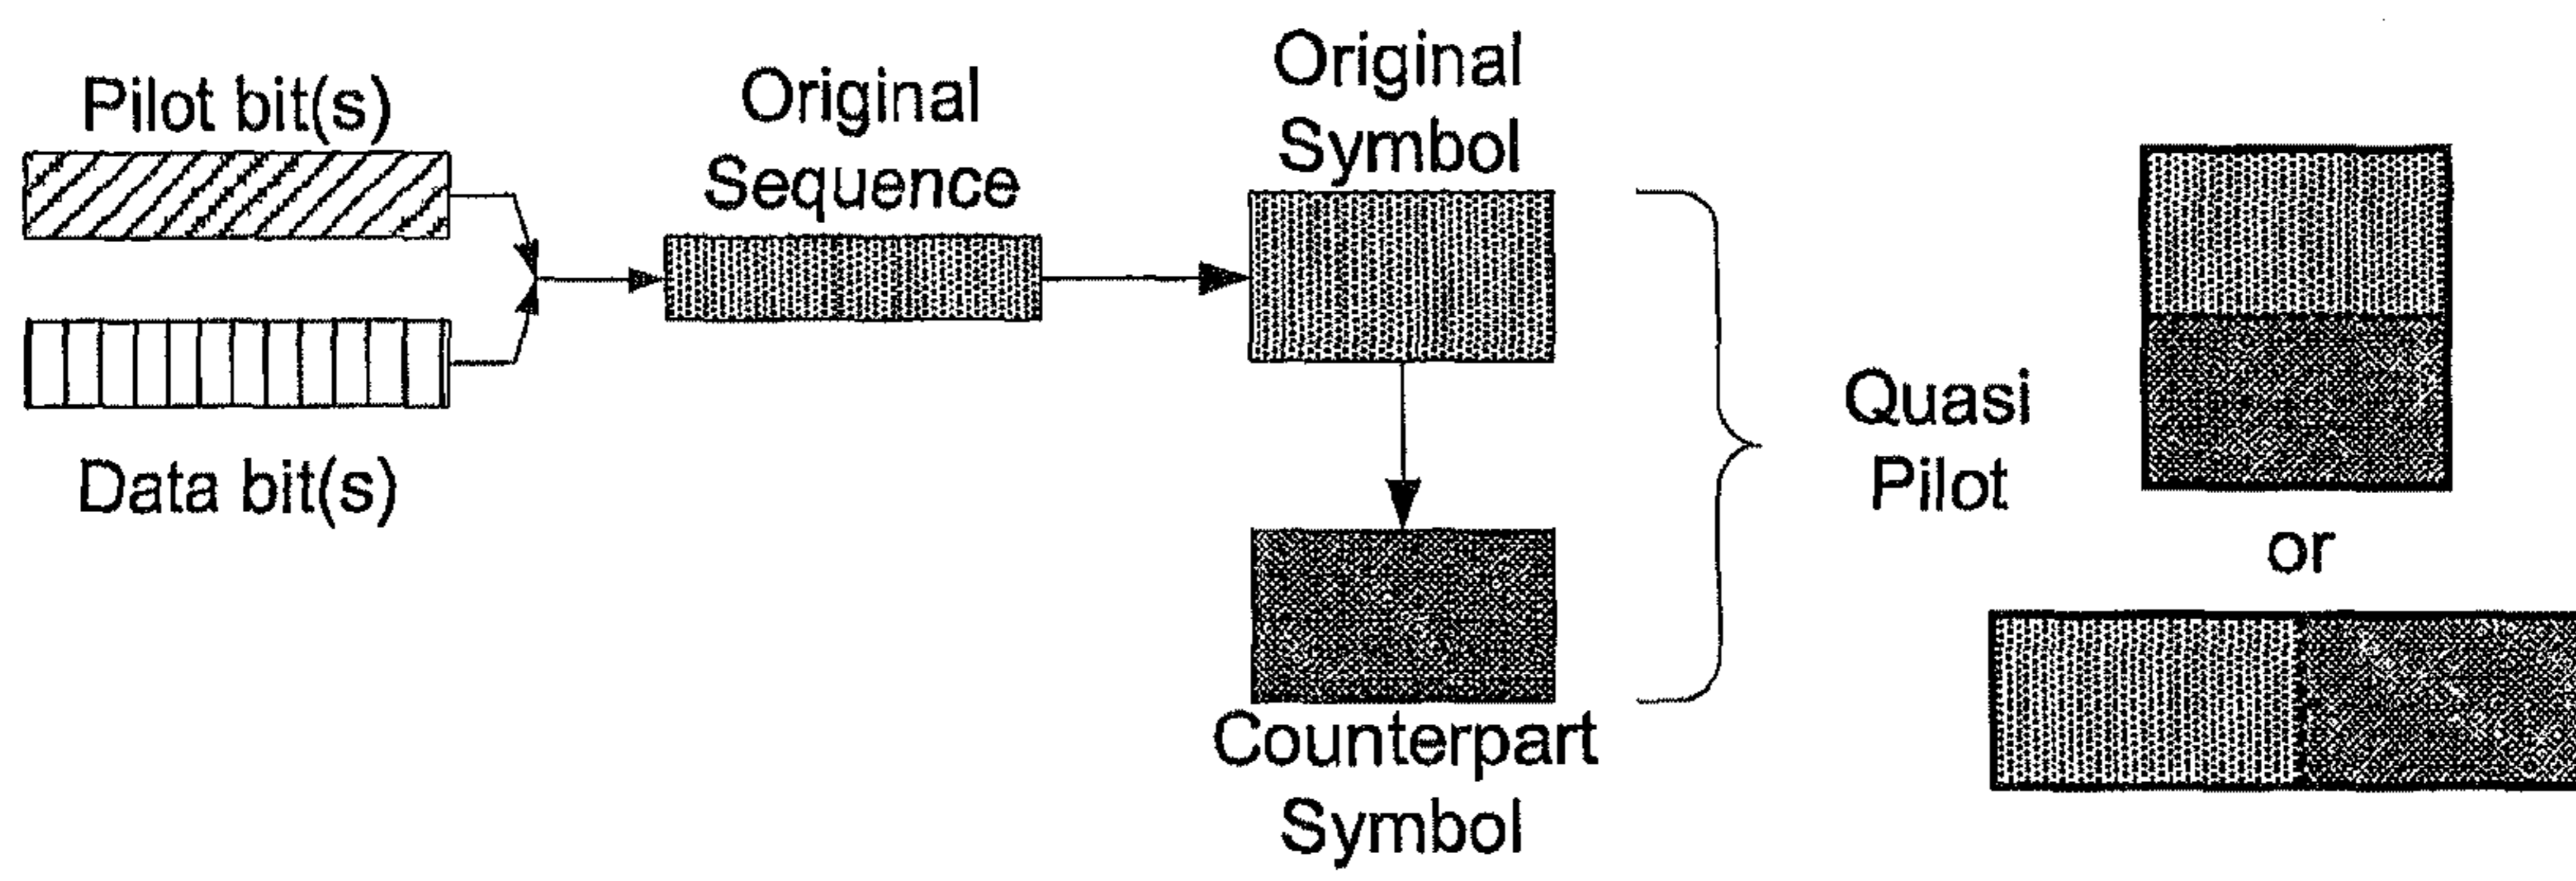 Pilot bit(s)
Data bit(s)
Original
Sequence
Original
Symbol
Counterpart
Symbol
Quasi
Pilot
or